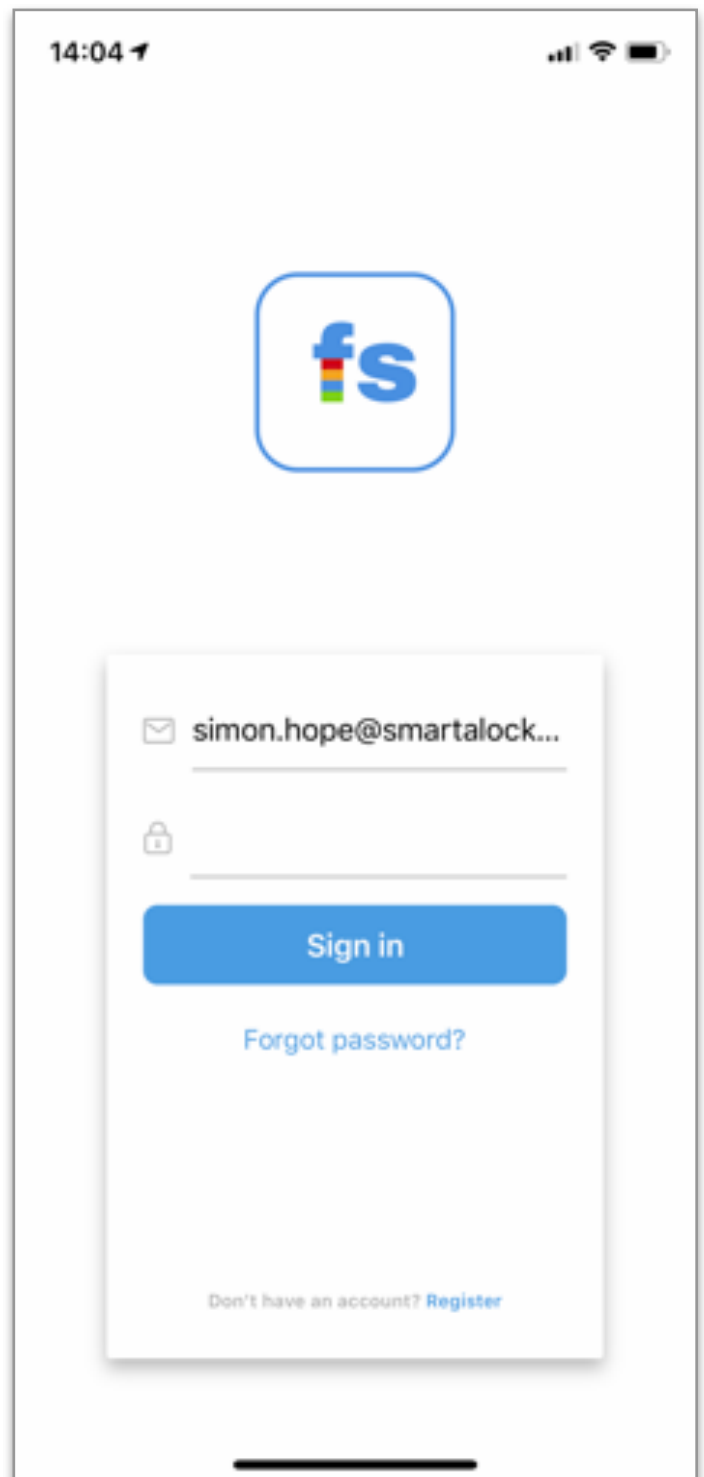 14:04
fs
simon.hope@smartalock...
Sign in
Forgot password?
Don't have an account? Register